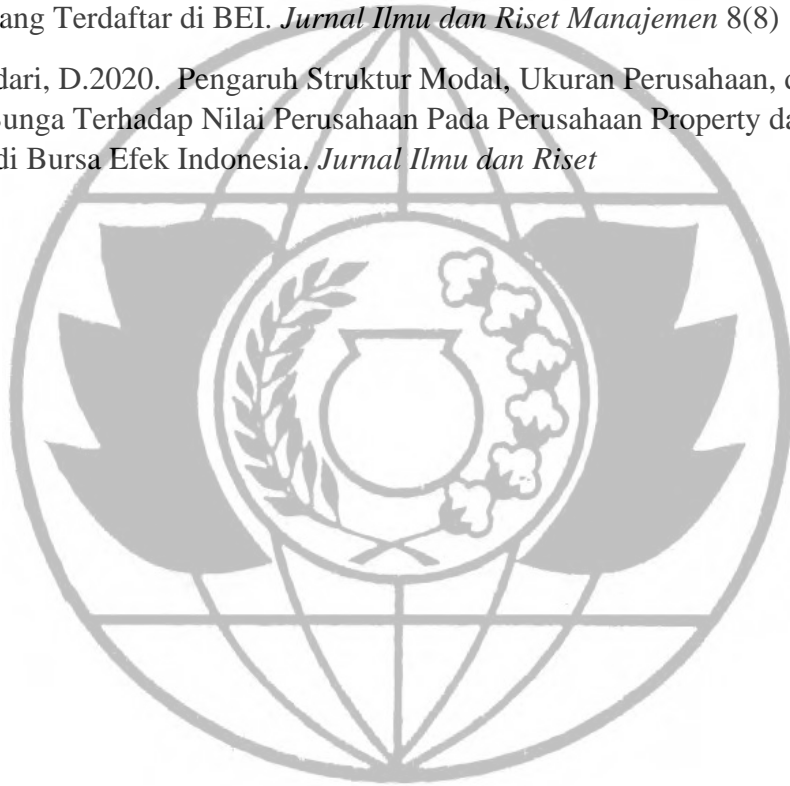 ang Terdaftar di BEI. Jurnal Ilmu dan Riset Manajemen 8(8)
dari, D.2020. Pengaruh Struktur Modal, Ukuran Perusahaan, d
Bunga Terhadap Nilai Perusahaan Pada Perusahaan Property da
di Bursa Efek Indonesia. Jurnal Ilmu dan Riset